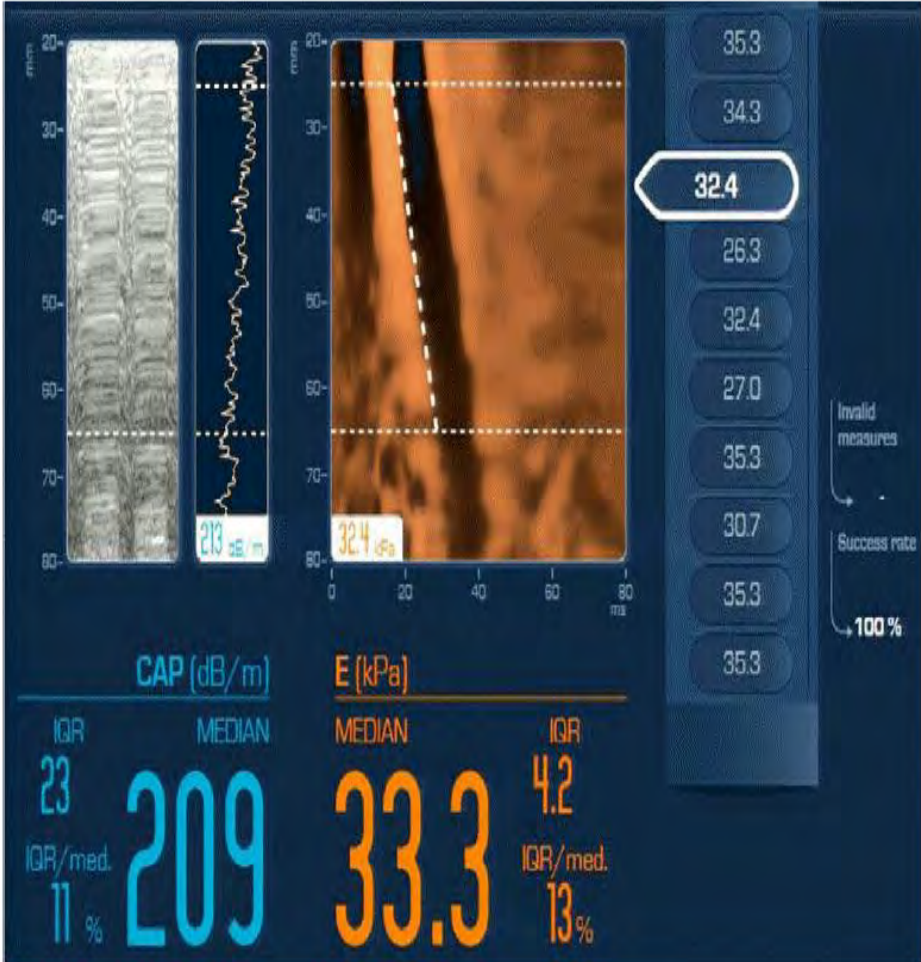 mm
20-
30-
40-
50-
60-
70-
80-
213 dB/m
mm
20-
30-
40-
50-
60-
70-
80-
32.4 kPa
0 20 40 60 80
ms
35.3
34.3
32.4
26.3
32.4
27.0
35.3
30.7
35.3
35.3
Invalid
measures
-
Success rate
100 %
CAP (dB/m)
IQR MEDIAN
23
209
IQR/med.
11 %
E (kPa)
MEDIAN IQR
33.3
4.2
IQR/med.
13 %